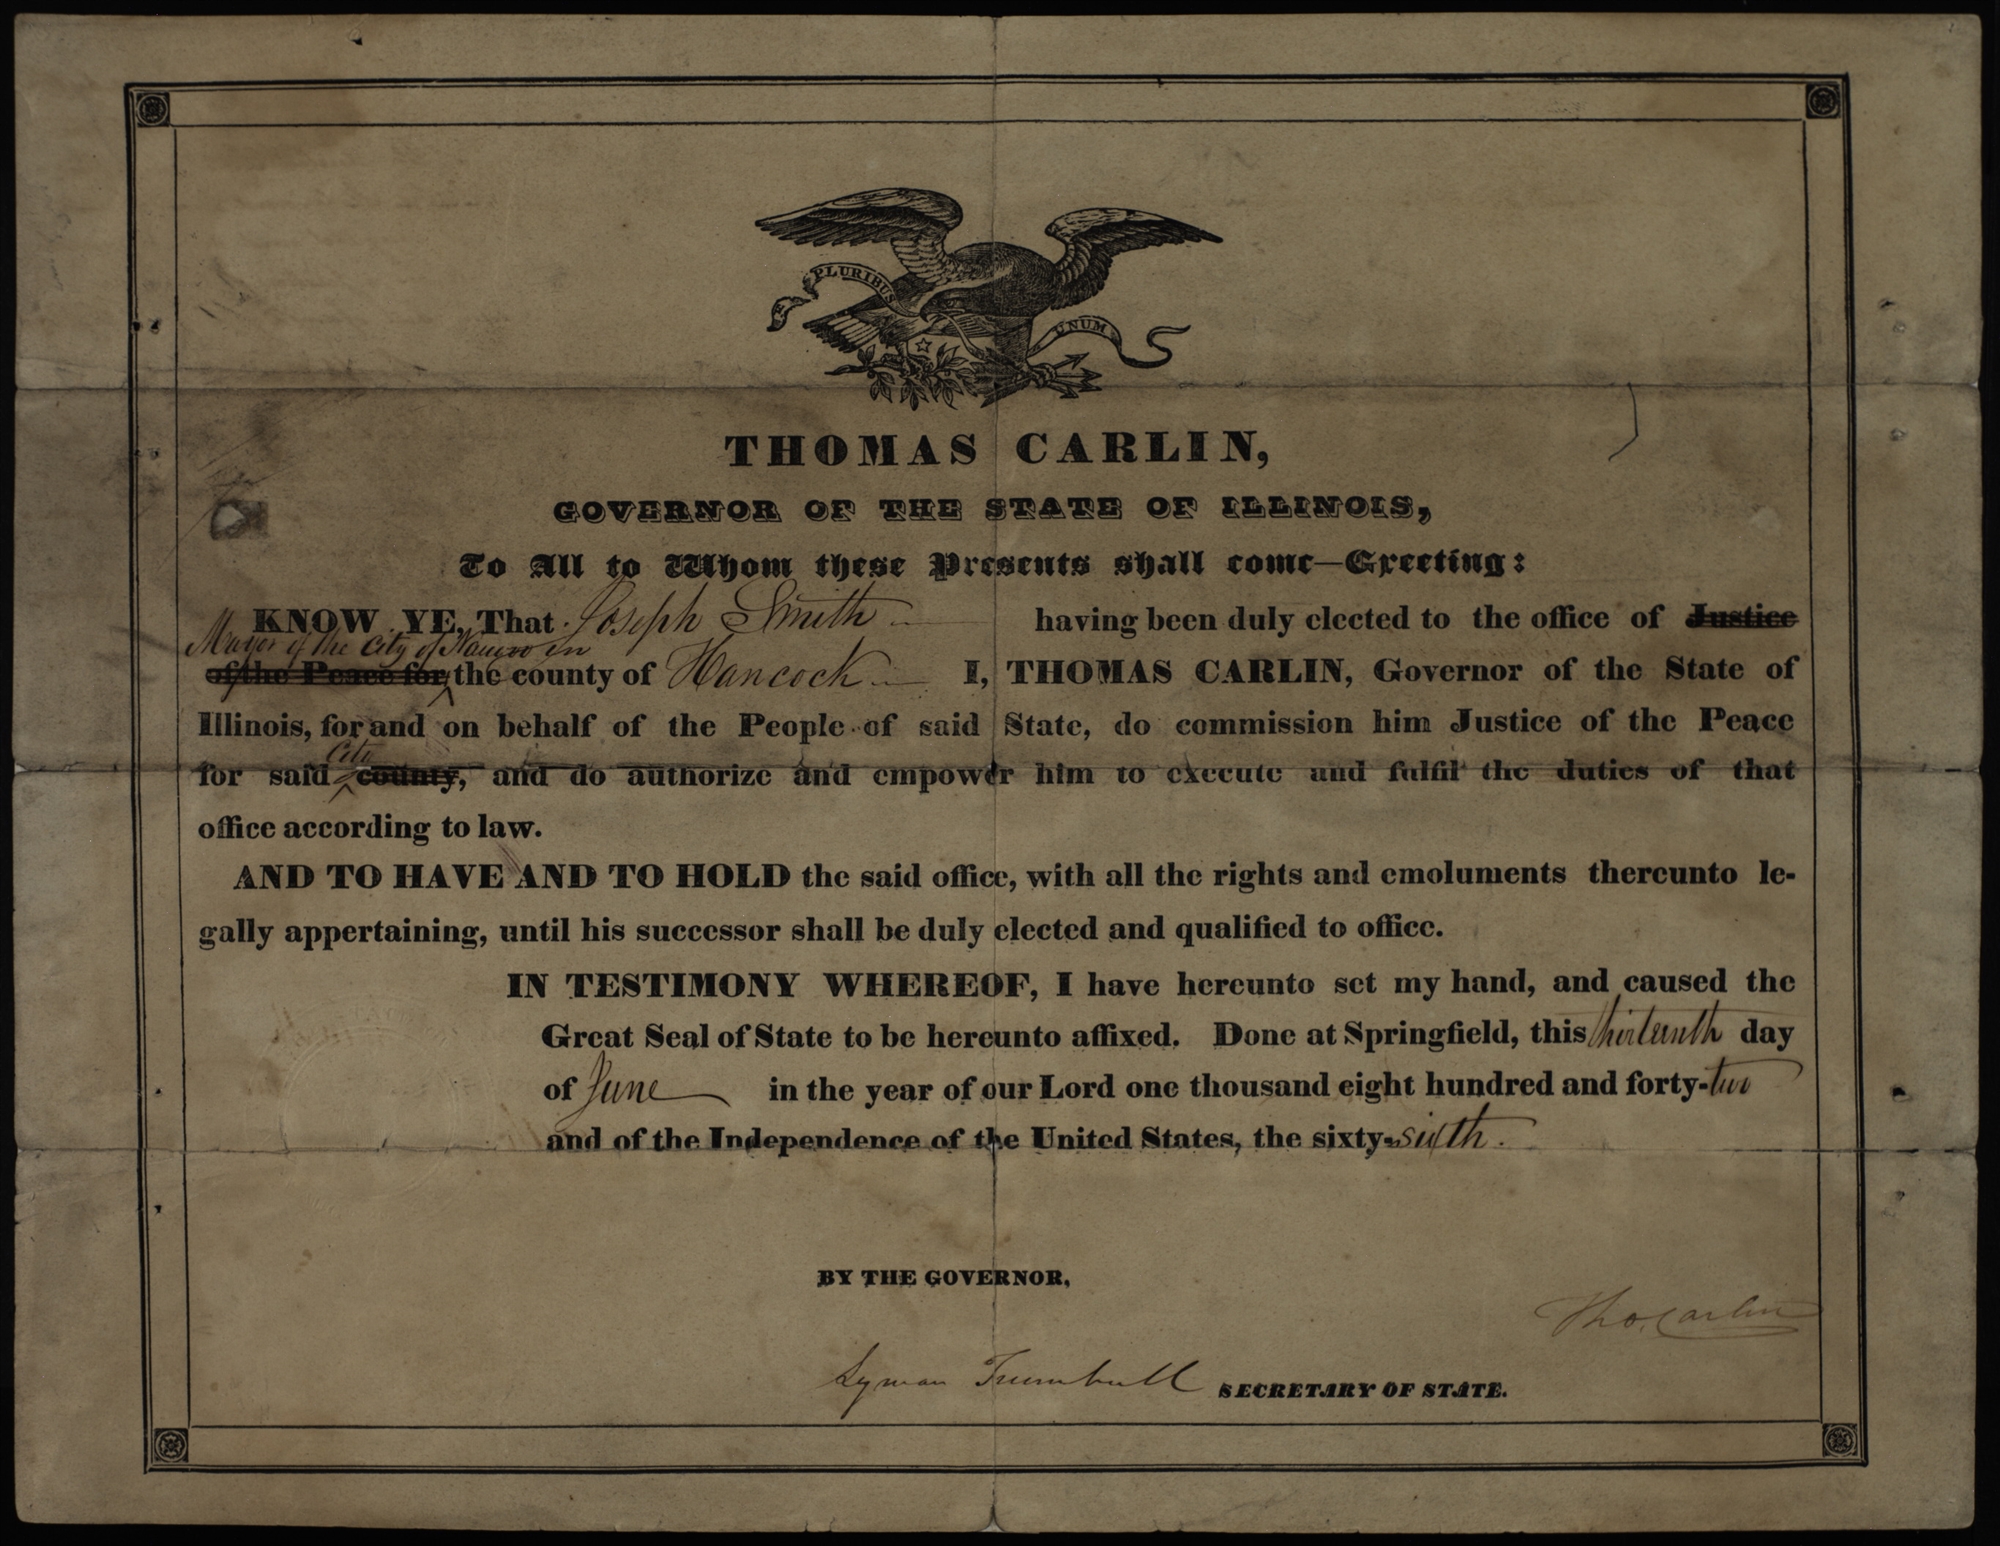 E PLURIBUS UNUM
THOMAS CARLIN,
GOVERNOR OF THE STATE OF ILLINOIS,
To All to Whom these Presents shall come—Greeting:
KNOW YE, That Joseph Smith having been duly elected to the office of Justice
Mayor of the City of Nauvoo in
of the Peace for the county of Hancock I, THOMAS CARLIN, Governor of the State of
Illinois, for and on behalf of the People of said State, do commission him Justice of the Peace
City
for said county, and do authorize and empower him to execute and fulfil the duties of that
office according to law.
AND TO HAVE AND TO HOLD the said office, with all the rights and emoluments thereunto le-
gally appertaining, until his successor shall be duly elected and qualified to office.
IN TESTIMONY WHEREOF, I have hereunto set my hand, and caused the
Great Seal of State to be hereunto affixed. Done at Springfield, this thirteenth day
of June in the year of our Lord one thousand eight hundred and forty-two
and of the Independence of the United States, the sixty-sixth.
BY THE GOVERNOR,
Tho. Carlin
Lyman Trumbull SECRETARY OF STATE.